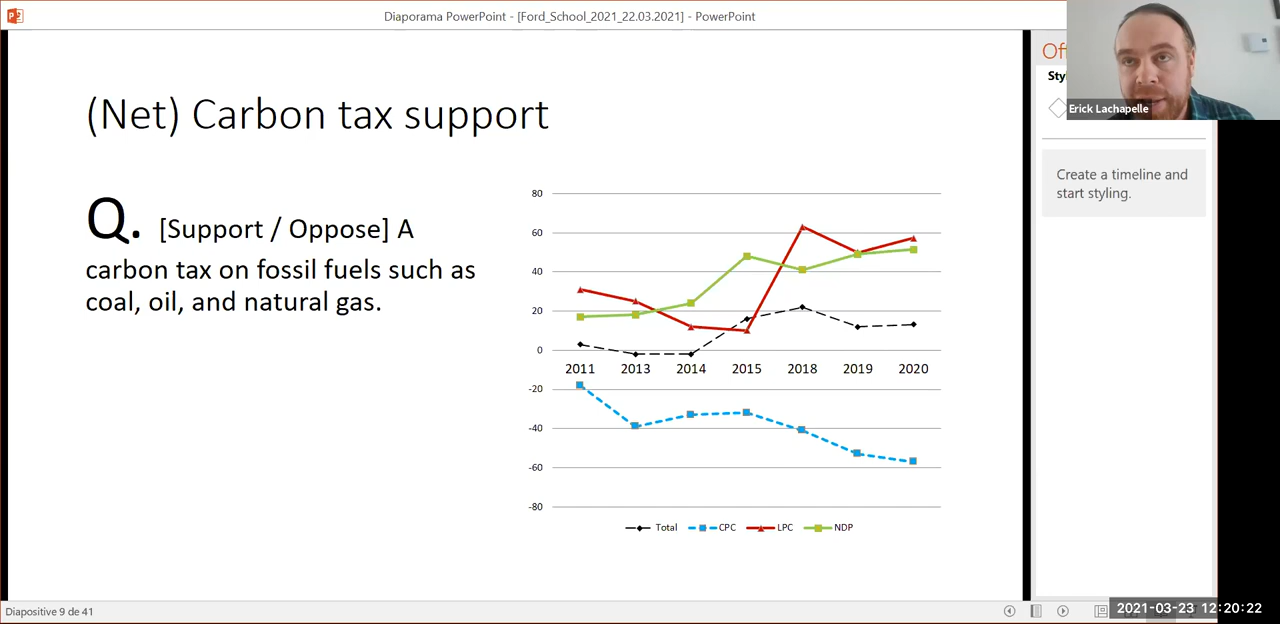 Diaporama PowerPoint - [Ford_School_2021_22.03.2021] - PowerPoint
(Net) Carbon tax support
Q. [Support / Oppose] A
carbon tax on fossil fuels such as
coal, oil, and natural gas.
80
60
40
20
0
2011 2013 2014 2015 2018 2019 2020
-20
-40
-60
-80
Total CPC LPC NDP
Erick Lachapelle
Create a timeline and
start styling.
Diapositive 9 de 41
2021-03-23 12:20:22